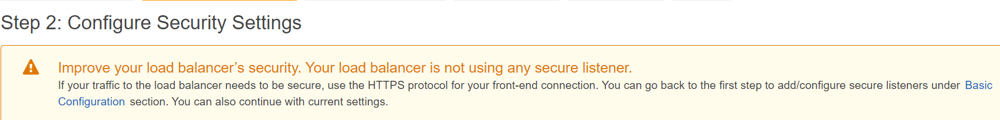 Step 2: Configure Security Settings
Improve your load balancer’s security. Your load balancer is not using any secure listener.
If your traffic to the load balancer needs to be secure, use the HTTPS protocol for your front-end connection. You can go back to the first step to add/configure secure listeners under Basic
Configuration section. You can also continue with current settings.